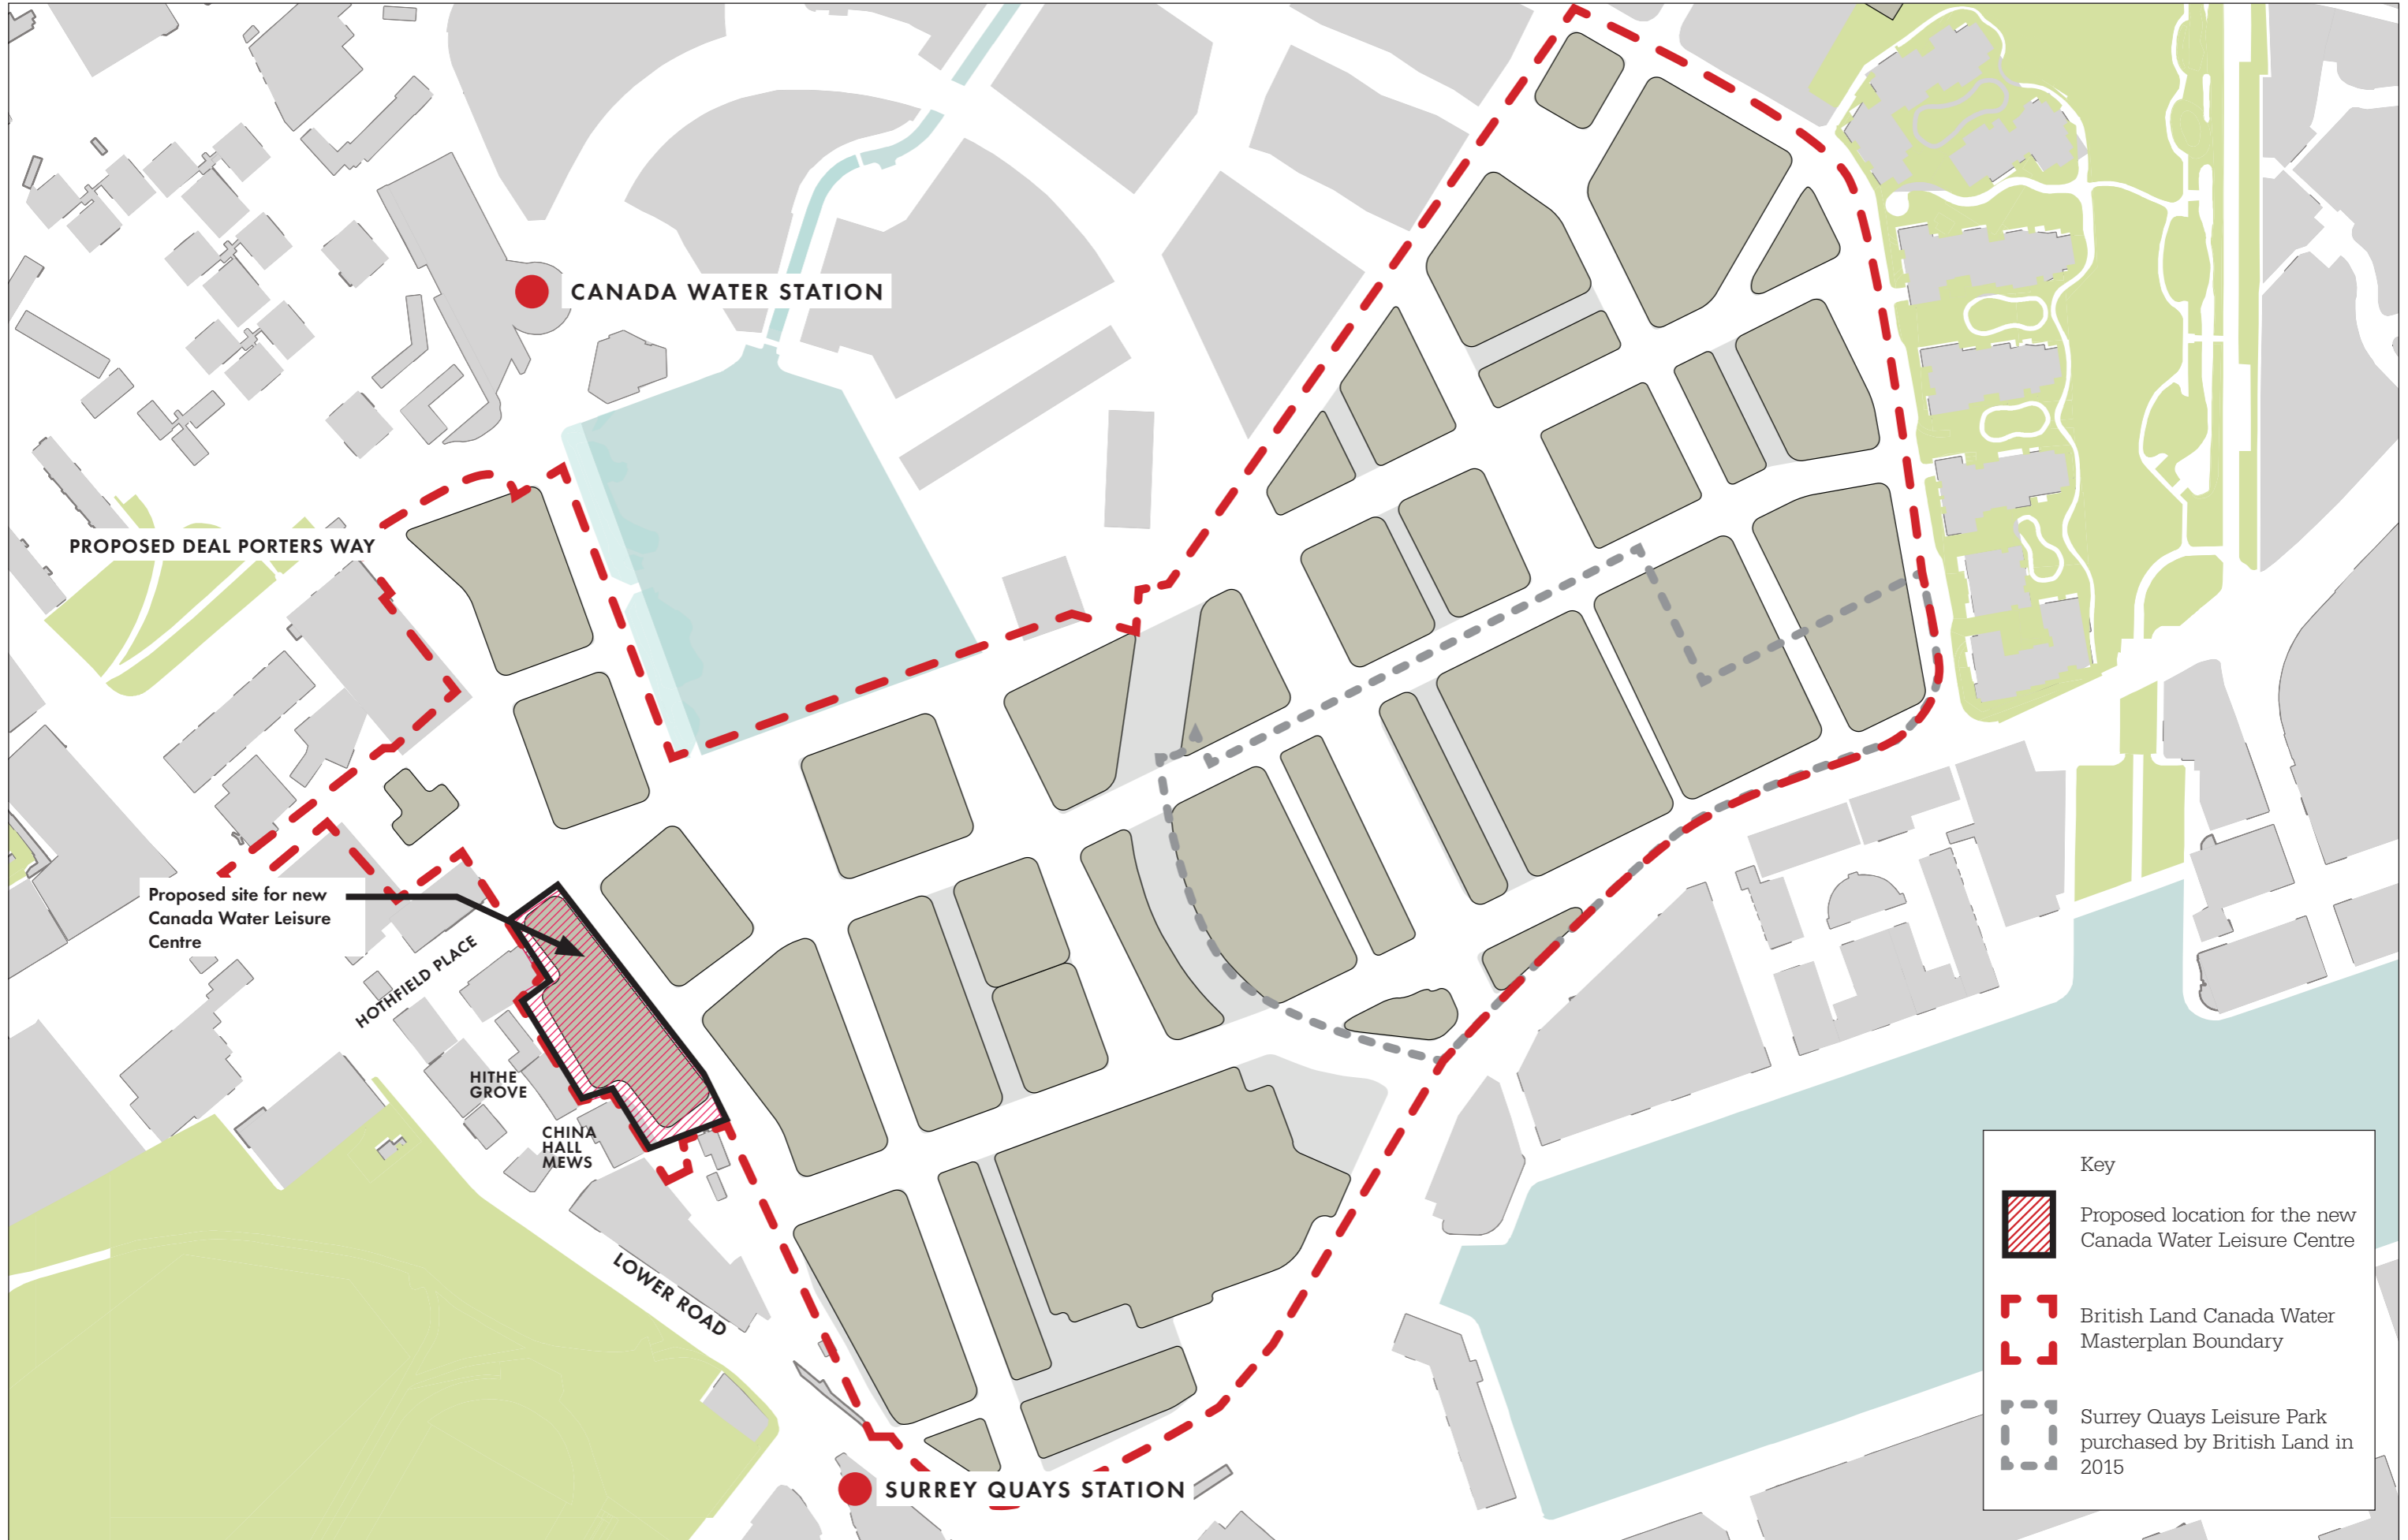 CANADA WATER STATION
PROPOSED DEAL PORTERS WAY
Proposed site for new
Canada Water Leisure
Centre
HOTHFIELD PLACE
HITHE
GROVE
CHINA
HALL
MEWS
LOWER ROAD
SURREY QUAYS STATION
Key
Proposed location for the new
Canada Water Leisure Centre
British Land Canada Water
Masterplan Boundary
Surrey Quays Leisure Park
purchased by British Land in
2015